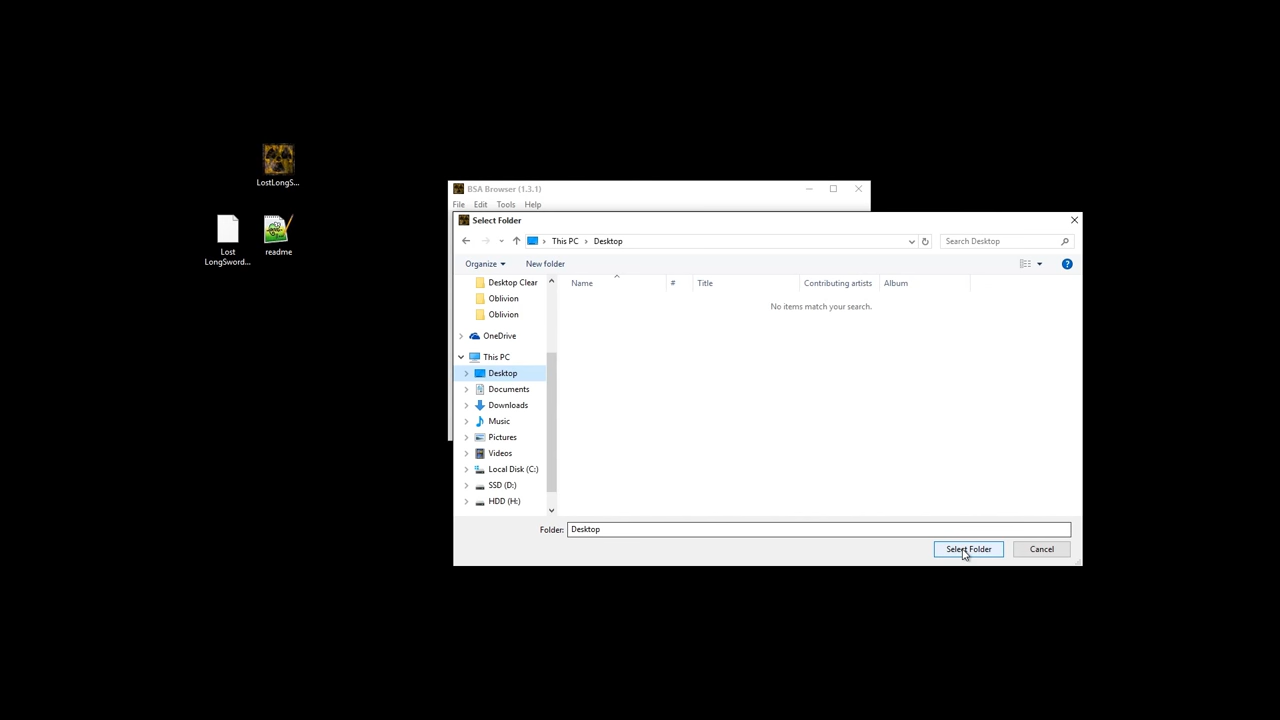 LostLongS...
Lost
LongSword...
readme
BSA Browser (1.3.1)
File Edit Tools Help
Select Folder
This PC › Desktop
Search Desktop
Organize New folder
Name # Title Contributing artists Album
No items match your search.
Desktop Clear
Oblivion
Oblivion
OneDrive
This PC
Desktop
Documents
Downloads
Music
Pictures
Videos
Local Disk (C:)
SSD (D:)
HDD (H:)
Folder: Desktop
Select Folder Cancel